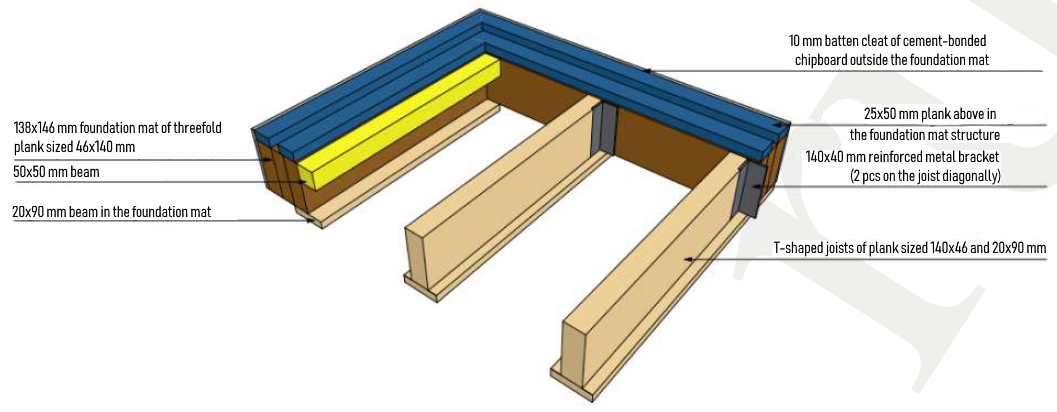 10 mm batten cleat of cement-bonded
chipboard outside the foundation mat
138x146 mm foundation mat of threefold
plank sized 46x140 mm
50x50 mm beam
20x90 mm beam in the foundation mat
25x50 mm plank above in
the foundation mat structure
140x40 mm reinforced metal bracket
(2 pcs on the joist diagonally)
T-shaped joists of plank sized 140x46 and 20x90 mm